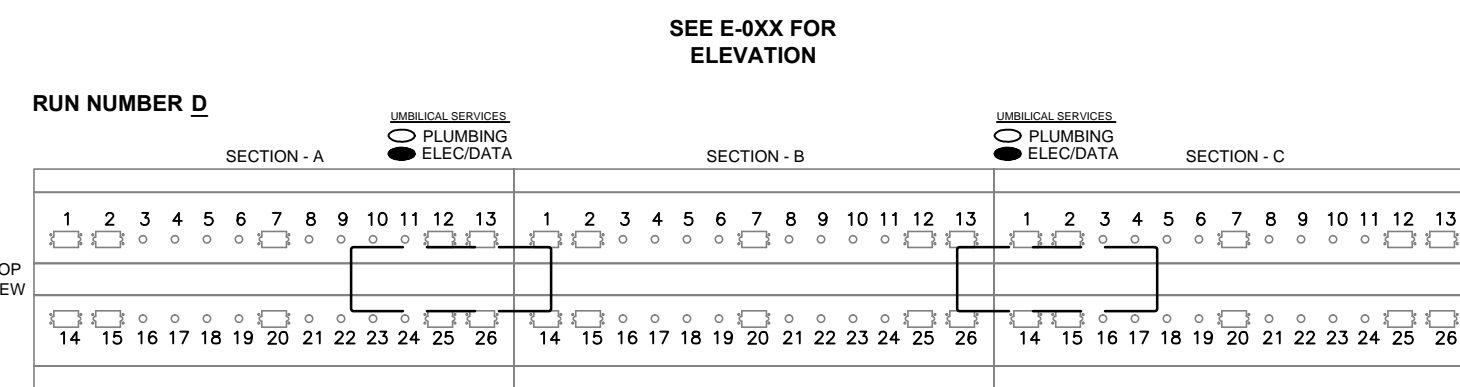 SEE E-0XX FOR
ELEVATION
RUN NUMBER D
UMBILICAL SERVICES
PLUMBING
ELEC/DATA
UMBILICAL SERVICES
PLUMBING
ELEC/DATA
SECTION - A
SECTION - B
SECTION - C
1 2 3 4 5 6 7 8 9 10 11 12 13 1 2 3 4 5 6 7 8 9 10 11 12 13 1 2 3 4 5 6 7 8 9 10 11 12 13
14 15 16 17 18 19 20 21 22 23 24 25 26 14 15 16 17 18 19 20 21 22 23 24 25 26 14 15 16 17 18 19 20 21 22 23 24 25 26